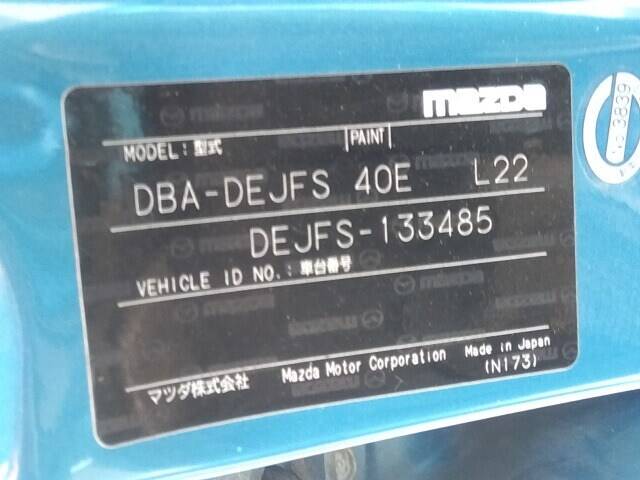 mazda
MODEL:型式 |PAINT|
DBA-DEJFS 40E L22
DEJFS-133485
VEHICLE ID NO.:車台番号
マツダ株式会社 Mazda Motor Corporation Made in Japan
(N173)
3839